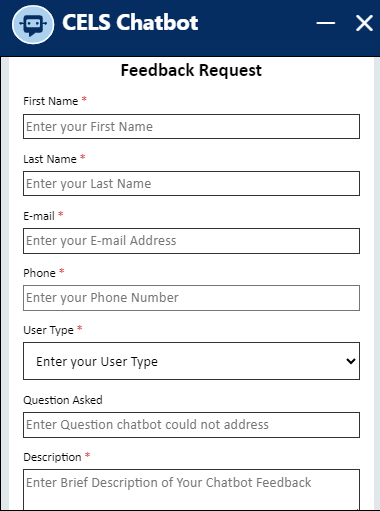 CELS Chatbot
Feedback Request
First Name *
Enter your First Name
Last Name *
Enter your Last Name
E-mail *
Enter your E-mail Address
Phone *
Enter your Phone Number
User Type *
Enter your User Type
Question Asked
Enter Question chatbot could not address
Description *
Enter Brief Description of Your Chatbot Feedback